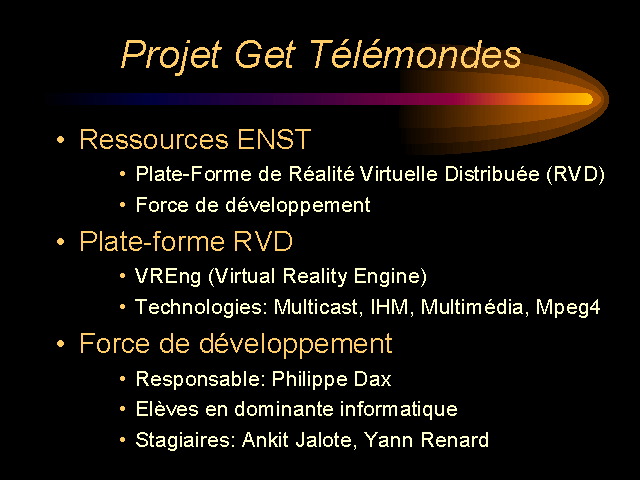 Projet Get Télémondes
• Ressources ENST
• Plate-Forme de Réalité Virtuelle Distribuée (RVD)
• Force de développement
• Plate-forme RVD
• VREng (Virtual Reality Engine)
• Technologies: Multicast, IHM, Multimédia, Mpeg4
• Force de développement
• Responsable: Philippe Dax
• Elèves en dominante informatique
• Stagiaires: Ankit Jalote, Yann Renard